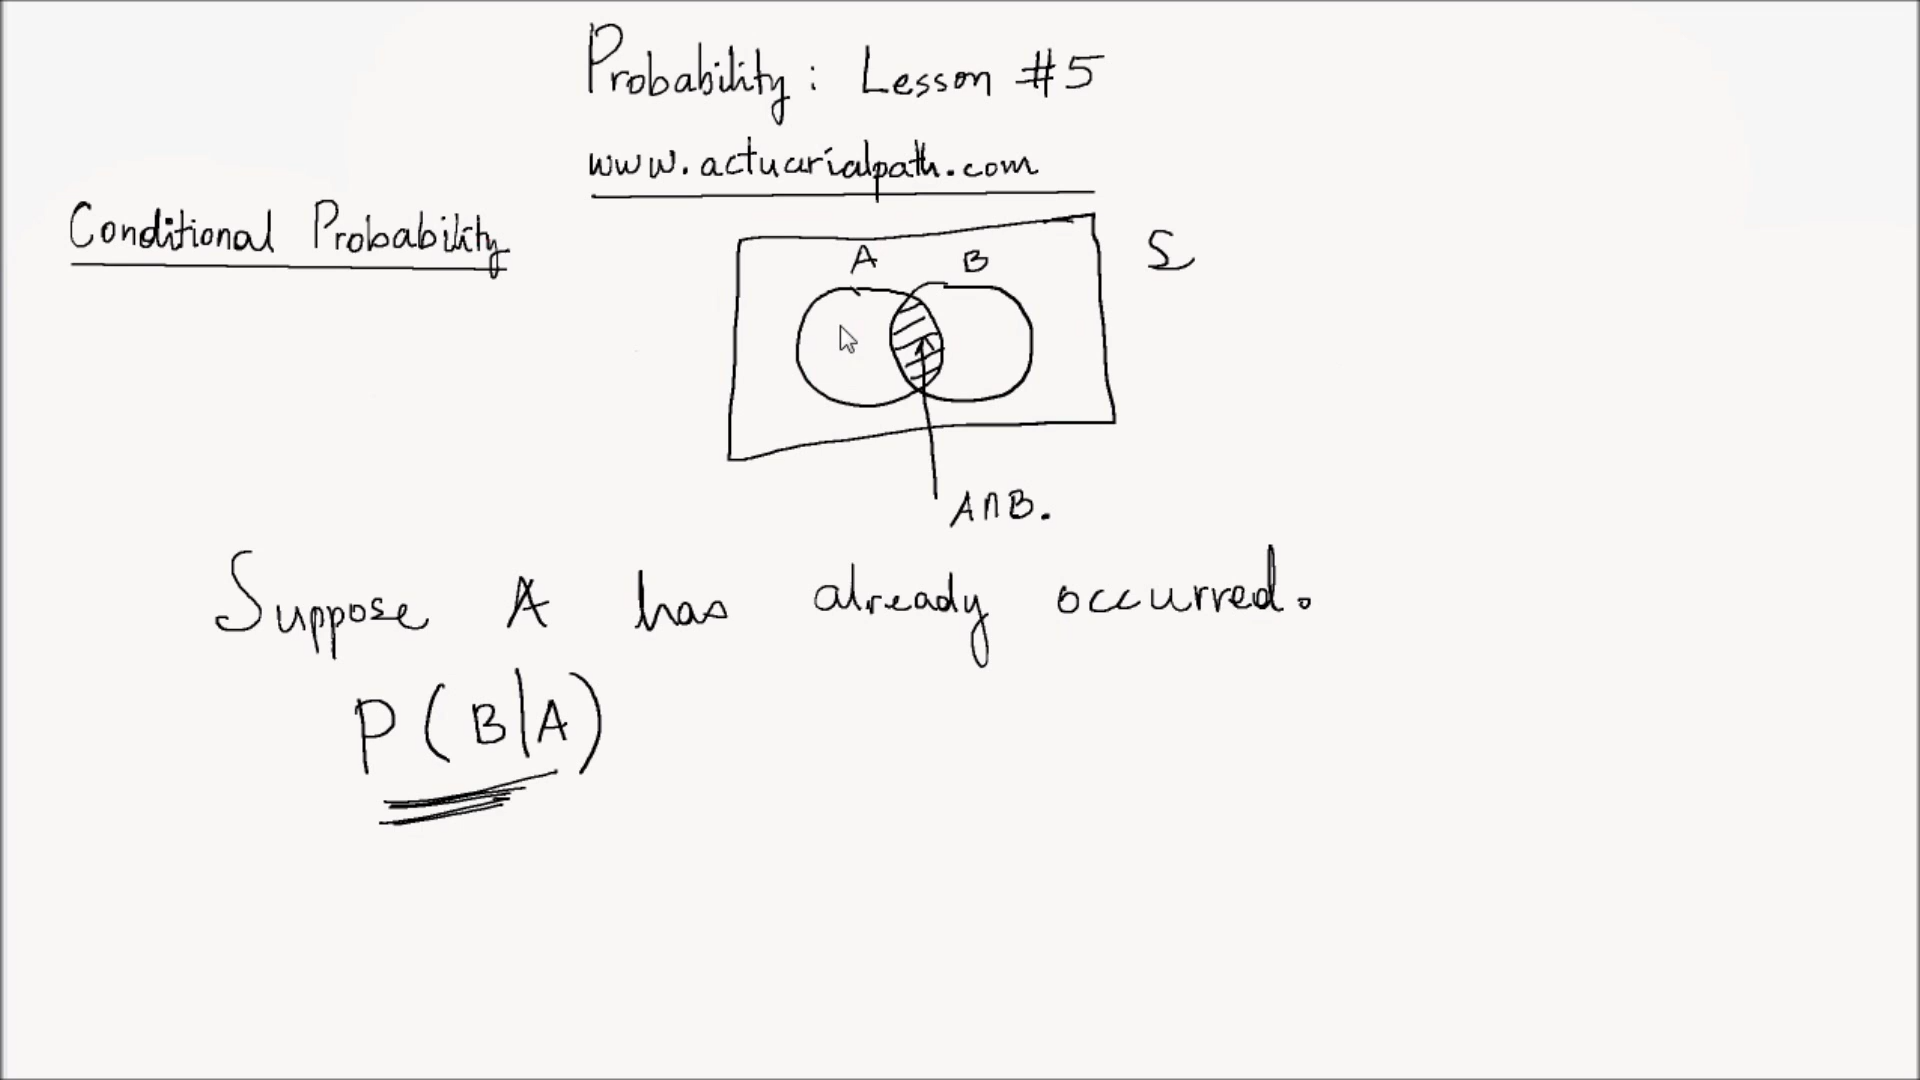 Probability: Lesson #5
www.actuarialpath.com
Conditional Probability
A B S
A∩B.
Suppose A has already occurred.
P(B|A)